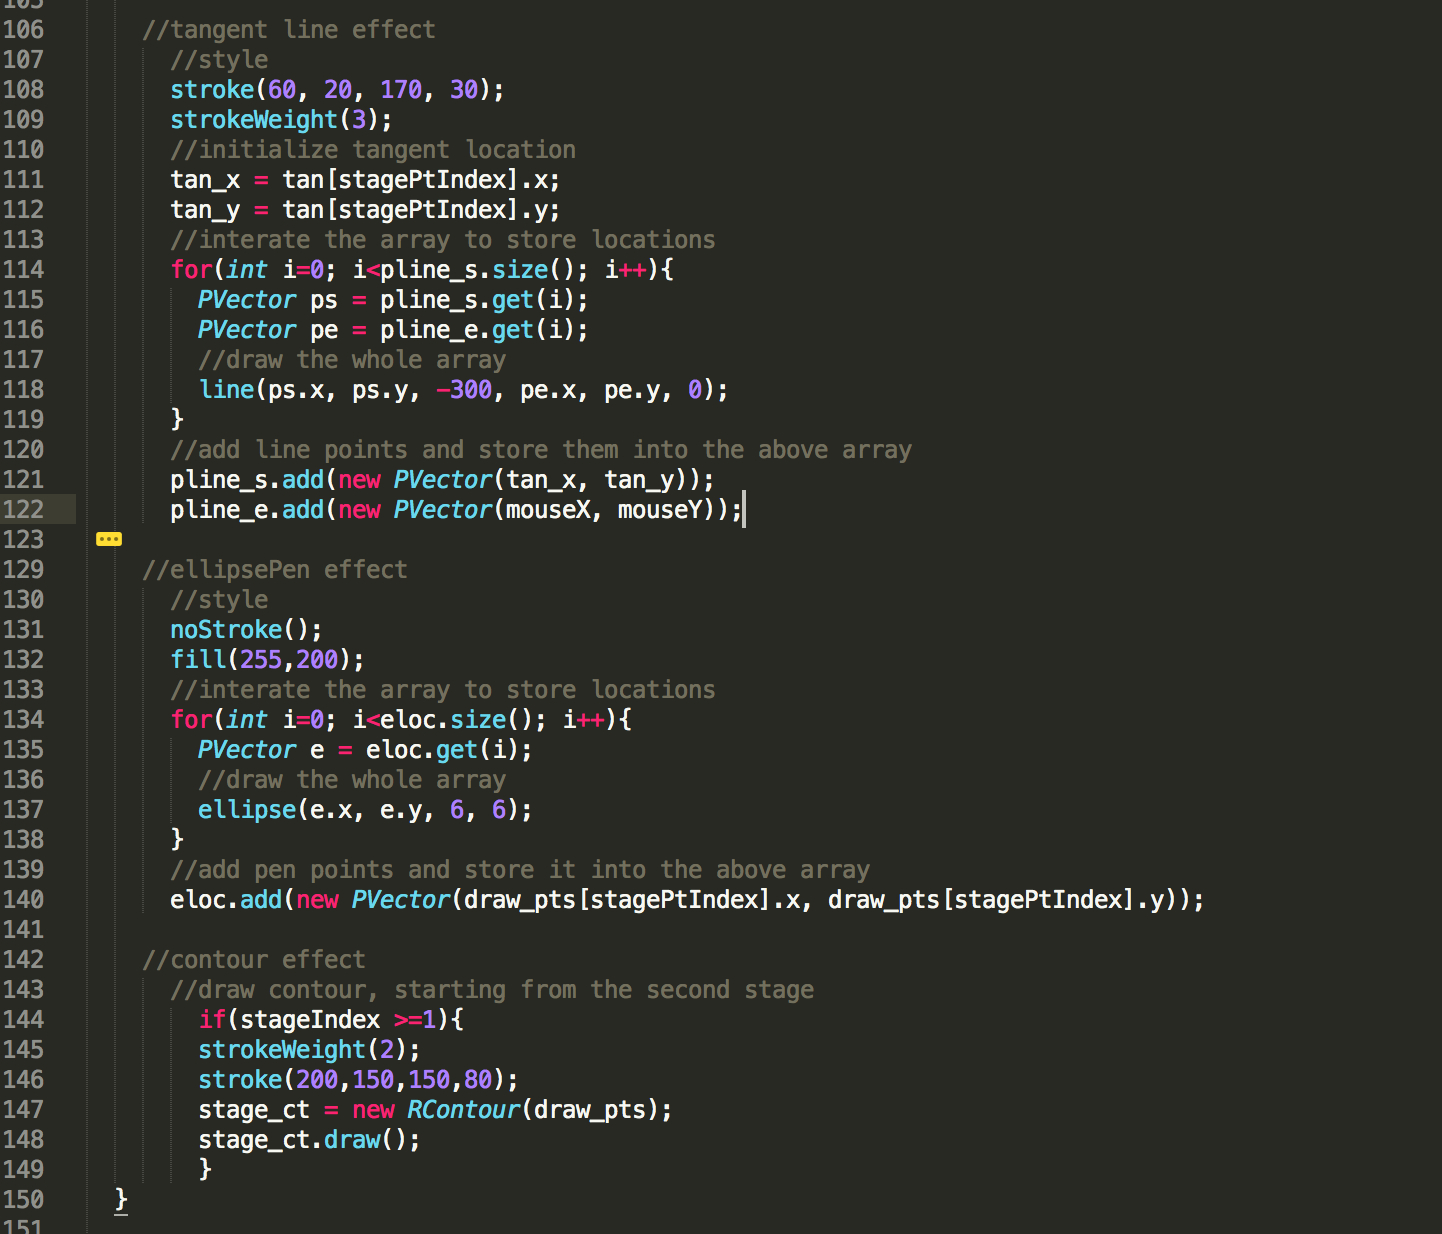 105
106 //tangent line effect
107 //style
108 stroke(60, 20, 170, 30);
109 strokeWeight(3);
110 //initialize tangent location
111 tan_x = tan[stagePtIndex].x;
112 tan_y = tan[stagePtIndex].y;
113 //interate the array to store locations
114 for(int i=0; i<pline_s.size(); i++){
115 PVector ps = pline_s.get(i);
116 PVector pe = pline_e.get(i);
117 //draw the whole array
118 line(ps.x, ps.y, -300, pe.x, pe.y, 0);
119 }
120 //add line points and store them into the above array
121 pline_s.add(new PVector(tan_x, tan_y));
122 pline_e.add(new PVector(mouseX, mouseY));
123
129 //ellipsePen effect
130 //style
131 noStroke();
132 fill(255,200);
133 //interate the array to store locations
134 for(int i=0; i<eloc.size(); i++){
135 PVector e = eloc.get(i);
136 //draw the whole array
137 ellipse(e.x, e.y, 6, 6);
138 }
139 //add pen points and store it into the above array
140 eloc.add(new PVector(draw_pts[stagePtIndex].x, draw_pts[stagePtIndex].y));
141
142 //contour effect
143 //draw contour, starting from the second stage
144 if(stageIndex >=1){
145 strokeWeight(2);
146 stroke(200,150,150,80);
147 stage_ct = new RContour(draw_pts);
148 stage_ct.draw();
149 }
150 }
151